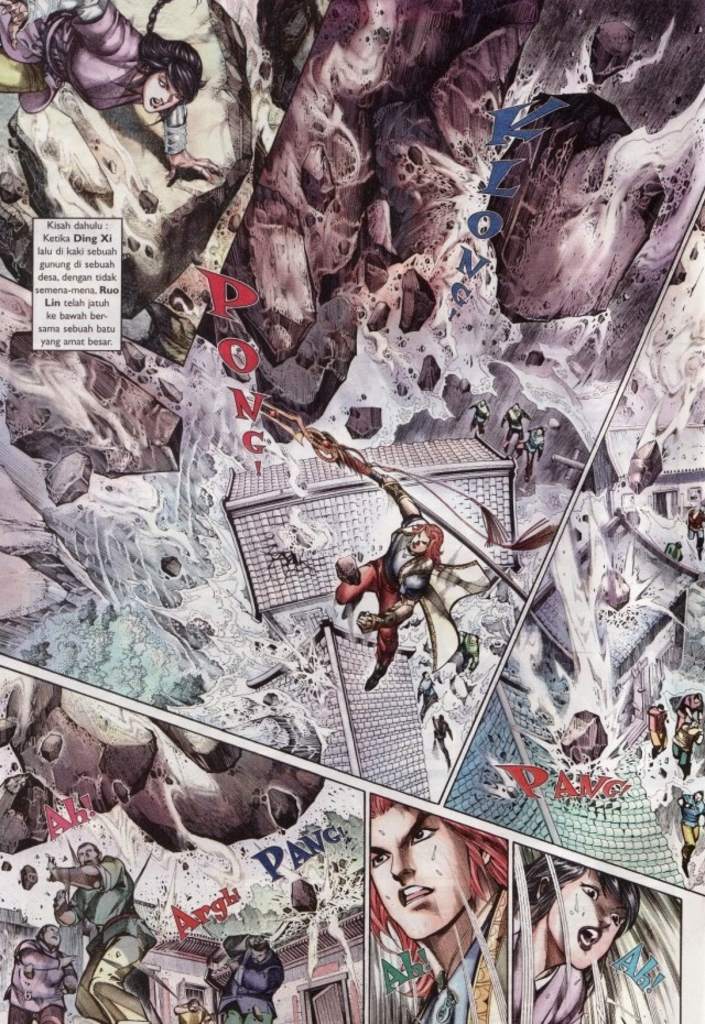 Kisah dahulu :
Ketika Ding Xi
lalu di kaki sebuah
gunung di sebuah
desa, dengan tidak
semena-mena, Ruo
Lin telah jatuh
ke bawah ber-
sama sebuah batu
yang amat besar.
KLONG!
PONG!
PANG!
Ah!
PANG!
Argh!
Ah!
Ah!
6